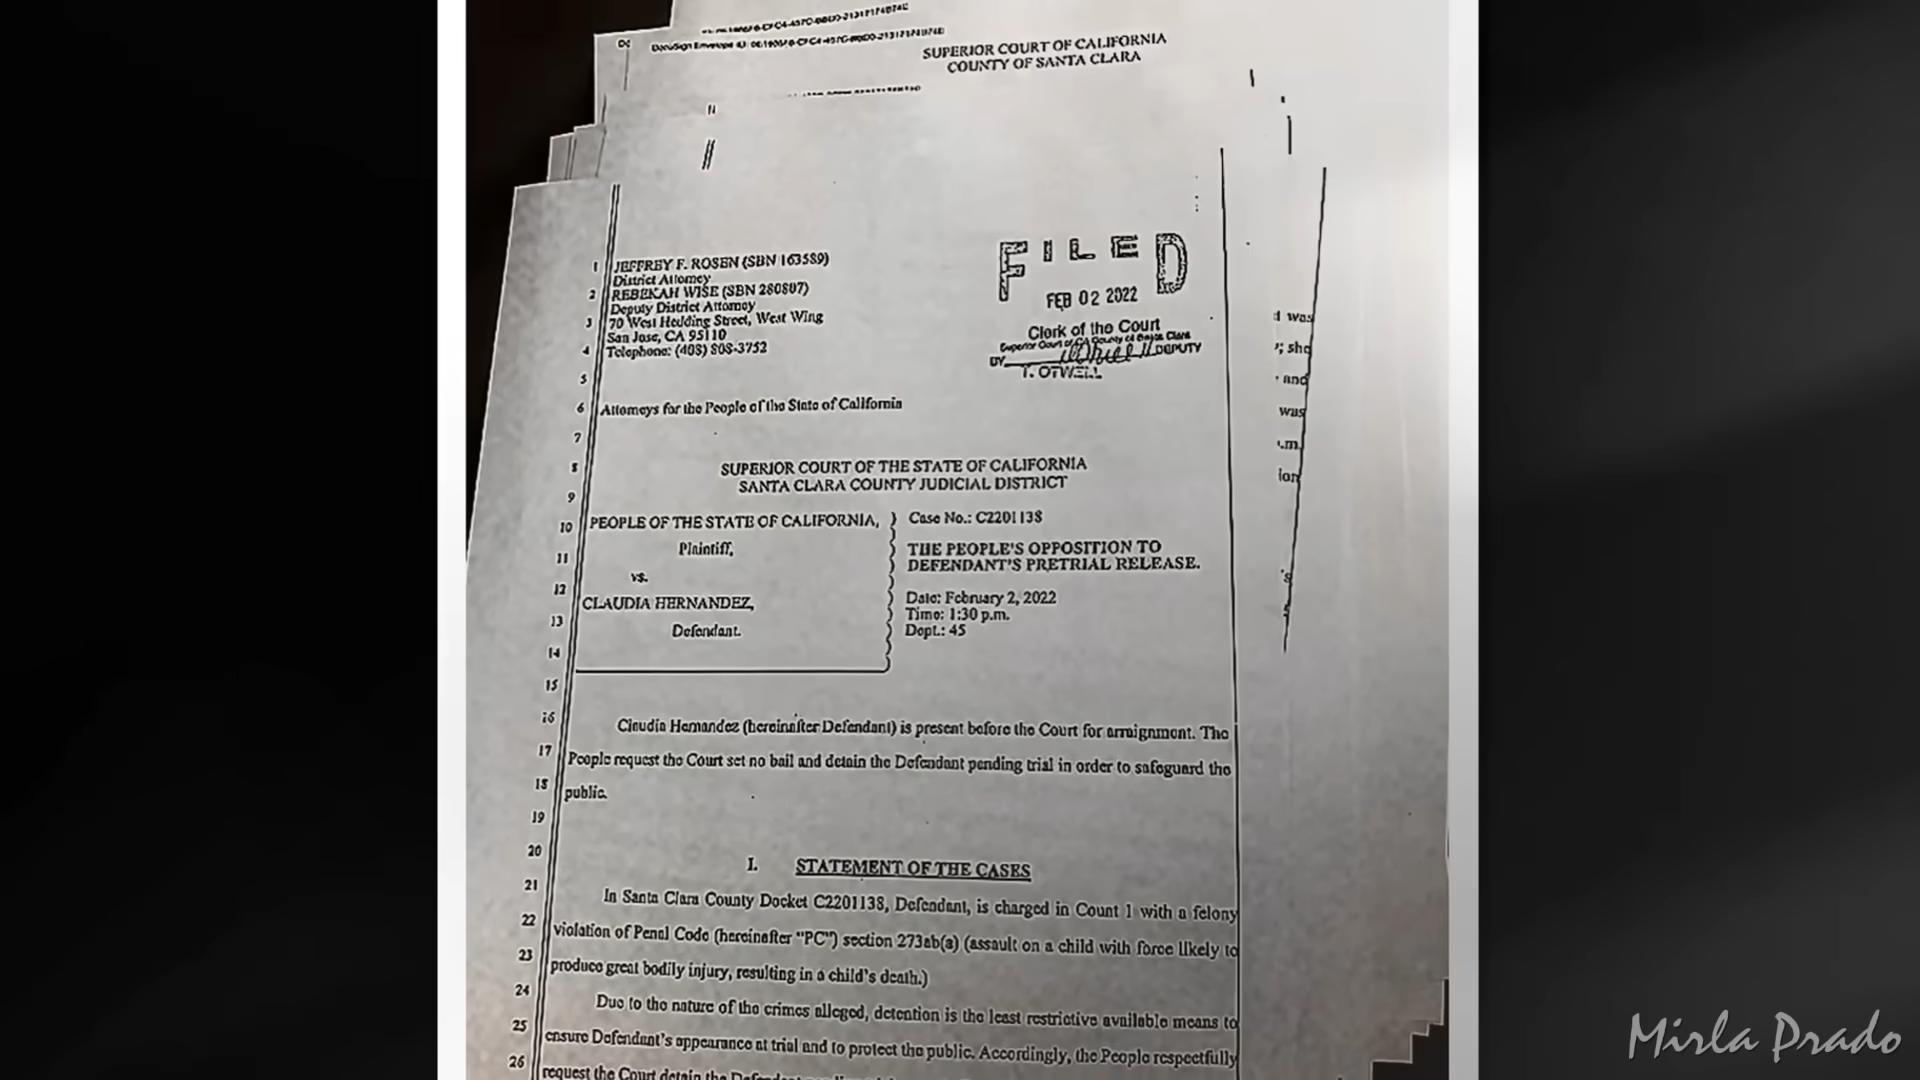 DocuSign Envelope ID:
SUPERIOR COURT OF CALIFORNIA
COUNTY OF SANTA CLARA
FILED
FEB 02 2022
Clerk of the Court
BY DEPUTY
T. OTWELL
1 JEFFREY F. ROSEN (SBN 163589)
District Attorney
2 REBEKAH WISE (SBN 280807)
Deputy District Attorney
3 70 West Hedding Street, West Wing
San Jose, CA 95110
4 Telephone: (408) 808-3752
5
6 Attorneys for the People of the State of California
7
8 SUPERIOR COURT OF THE STATE OF CALIFORNIA
SANTA CLARA COUNTY JUDICIAL DISTRICT
9
10 PEOPLE OF THE STATE OF CALIFORNIA,
11 Plaintiff,
vs.
12 CLAUDIA HERNANDEZ,
13 Defendant.
14
Case No.: C2201138
THE PEOPLE'S OPPOSITION TO
DEFENDANT'S PRETRIAL RELEASE.
Date: February 2, 2022
Time: 1:30 p.m.
Dept.: 45
15
16 Claudia Hernandez (hereinafter Defendant) is present before the Court for arraignment. The
17 People request the Court set no bail and detain the Defendant pending trial in order to safeguard the
18 public.
19
20 I. STATEMENT OF THE CASES
21 In Santa Clara County Docket C2201138, Defendant, is charged in Count 1 with a felony
22 violation of Penal Code (hereinafter "PC") section 273ab(a) (assault on a child with force likely to
23 produce great bodily injury, resulting in a child's death.)
24 Due to the nature of the crimes alleged, detention is the least restrictive available means to
25 ensure Defendant's appearance at trial and to protect the public. Accordingly, the People respectfully
26 request the Court detain the
was
; she
and
was
Mirla Prado